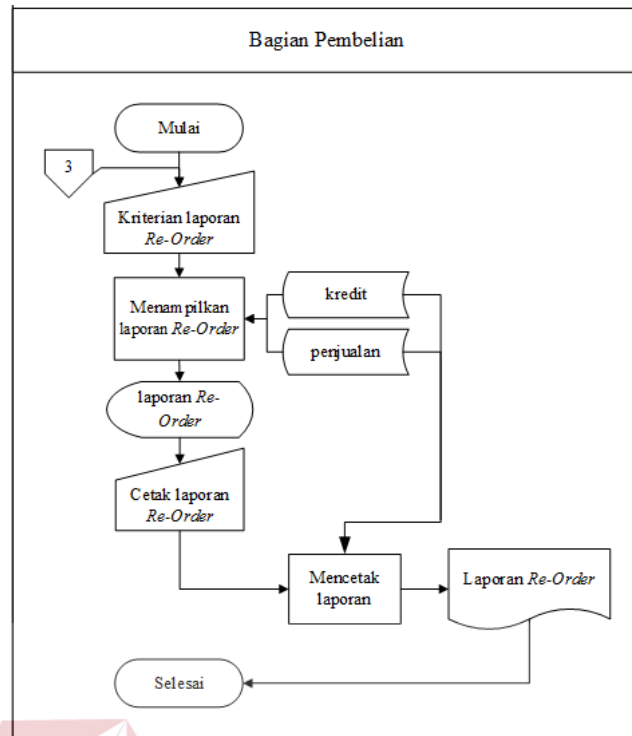 Bagian Pembelian
Mulai
3
Kriterian laporan
Re-Order
Menampilkan
laporan Re-Order
kredit
penjualan
laporan Re-
Order
Cetak laporan
Re-Order
Mencetak
laporan
Laporan Re-Order
Selesai